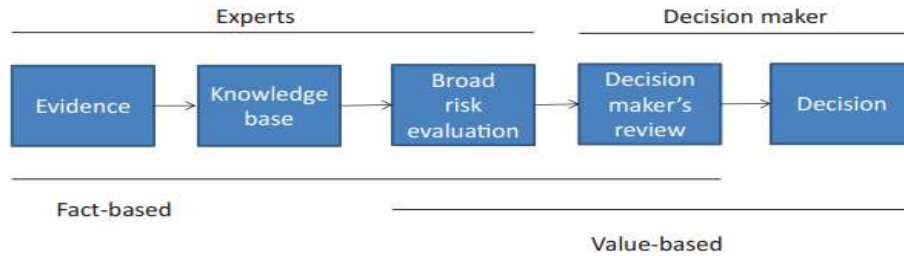 Experts
Decision maker
Evidence
Knowledge
base
Broad
risk
evaluation
Decision
maker's
review
Decision
Fact-based
Value-based